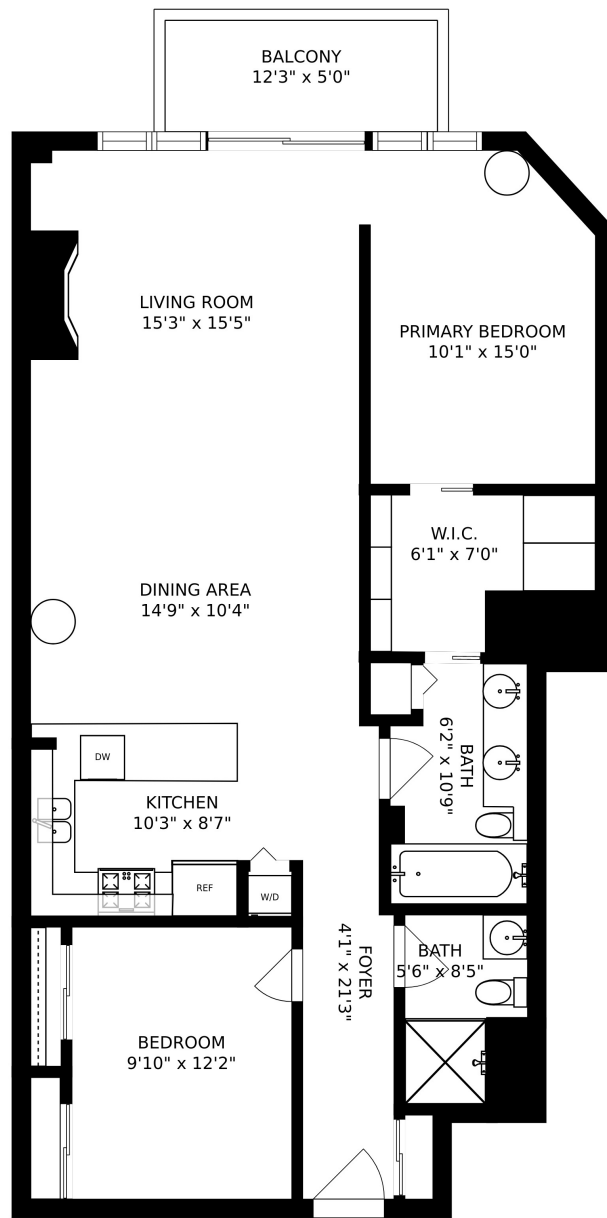 BALCONY
12'3" x 5'0"
LIVING ROOM
15'3" x 15'5"
PRIMARY BEDROOM
10'1" x 15'0"
W.I.C.
6'1" x 7'0"
DINING AREA
14'9" x 10'4"
BATH
6'2" x 10'9"
DW
KITCHEN
10'3" x 8'7"
REF
W/D
FOYER
4'1" x 21'3"
BATH
5'6" x 8'5"
BEDROOM
9'10" x 12'2"